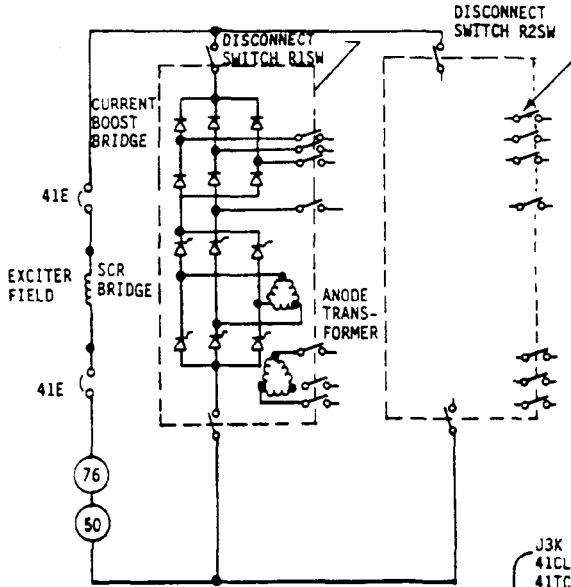 DISCONNECT
SWITCH R2SW
DISCONNECT
SWITCH R1SW
CURRENT
BOOST
BRIDGE
41E
EXCITER
FIELD
SCR
BRIDGE
ANODE
TRANS-
FORMER
41E
76
50
J3K
41CL
41TC